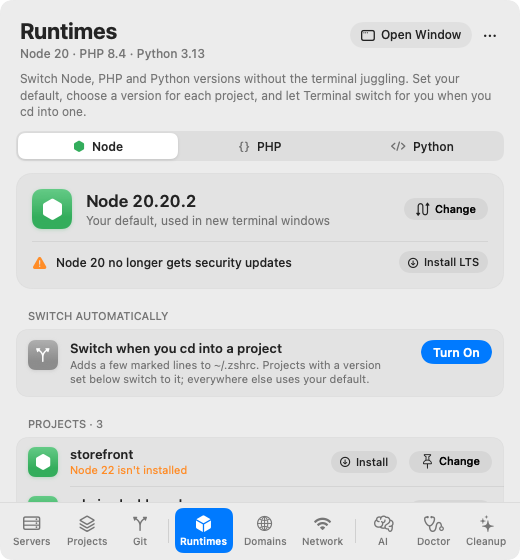 Runtimes
Open Window
Node 20 · PHP 8.4 · Python 3.13
Switch Node, PHP and Python versions without the terminal juggling. Set your
default, choose a version for each project, and let Terminal switch for you when you
cd into one.
Node
{} PHP
</> Python
Node 20.20.2
Your default, used in new terminal windows
Change
Node 20 no longer gets security updates
Install LTS
SWITCH AUTOMATICALLY
Switch when you cd into a project
Adds a few marked lines to ~/.zshrc. Projects with a version
set below switch to it; everywhere else uses your default.
Turn On
PROJECTS · 3
storefront
Node 22 isn't installed
Install
Change
Servers
Projects
Git
Runtimes
Domains
Network
AI
Doctor
Cleanup